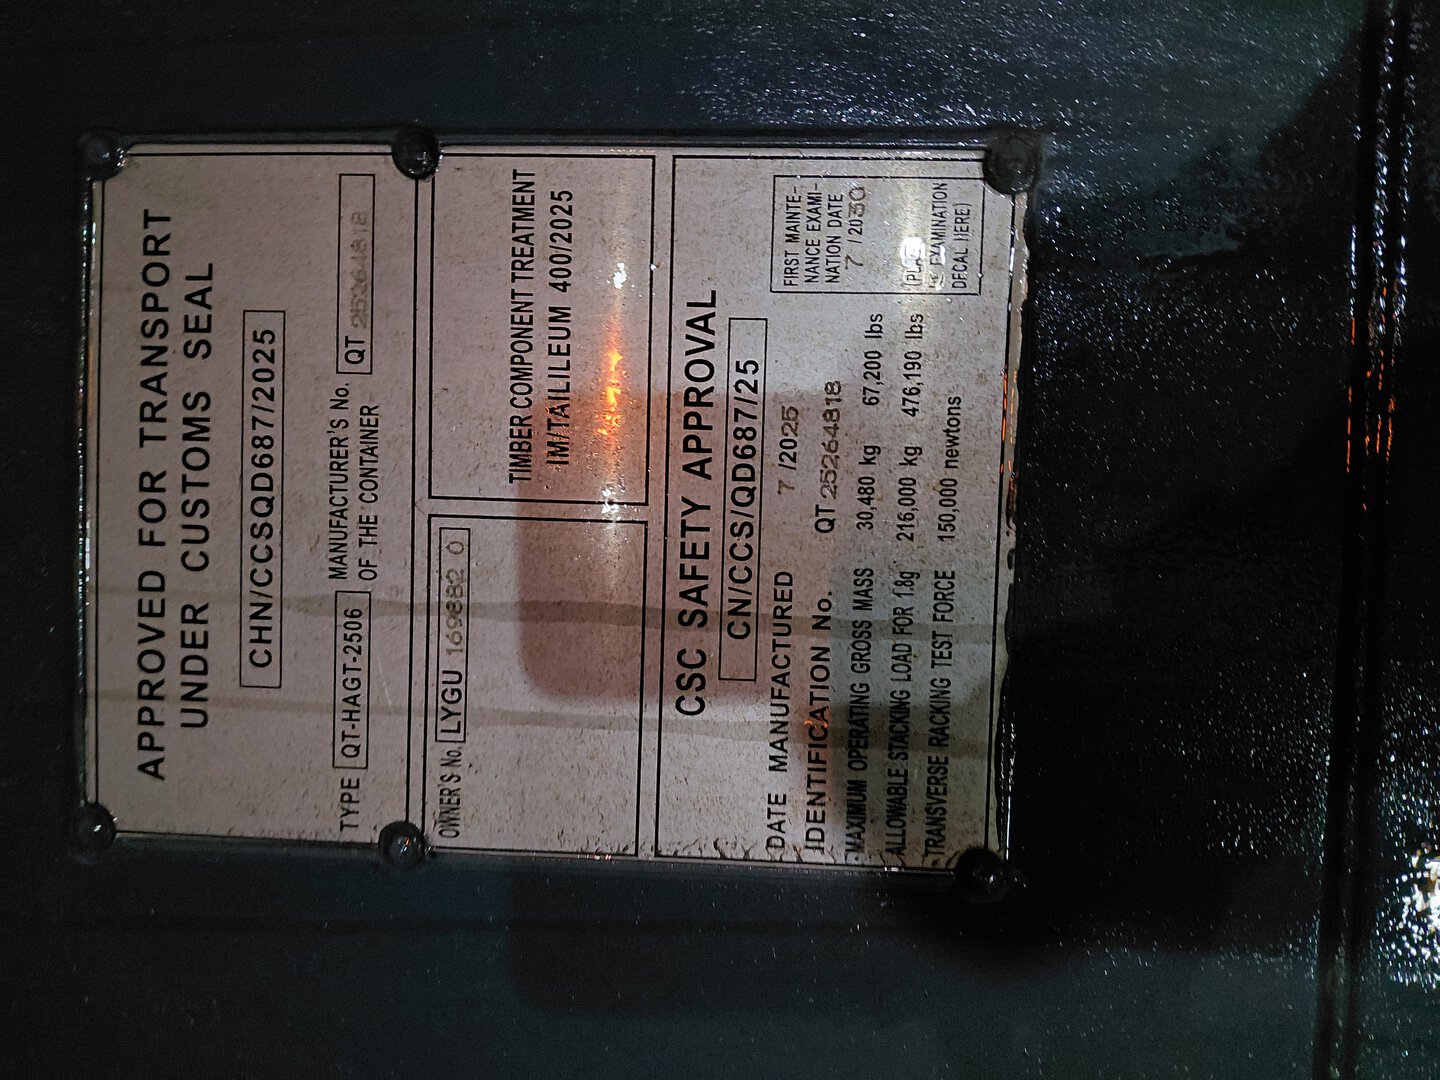 APPROVED FOR TRANSPORT
UNDER CUSTOMS SEAL
CHN/CCSQD687/2025
TYPE QT-HAGT-2506 MANUFACTURER'S No.
OF THE CONTAINER QT 25264818
OWNER'S No. LYGU 169882 0
TIMBER COMPONENT TREATMENT
IM/TAILILEUM 400/2025
CSC SAFETY APPROVAL
CN/CCS/QD687/25
DATE MANUFACTURED 7 /2025
IDENTIFICATION No. QT 25264818
MAXIMUM OPERATING GROSS MASS 30,480 kg 67,200 lbs
ALLOWABLE STACKING LOAD FOR 1.8g 216,000 kg 476,190 lbs
TRANSVERSE RACKING TEST FORCE 150,000 newtons
FIRST MAINTE-
NANCE EXAMI-
NATION DATE
7 /2030
EXAMINATION
DECAL HERE)